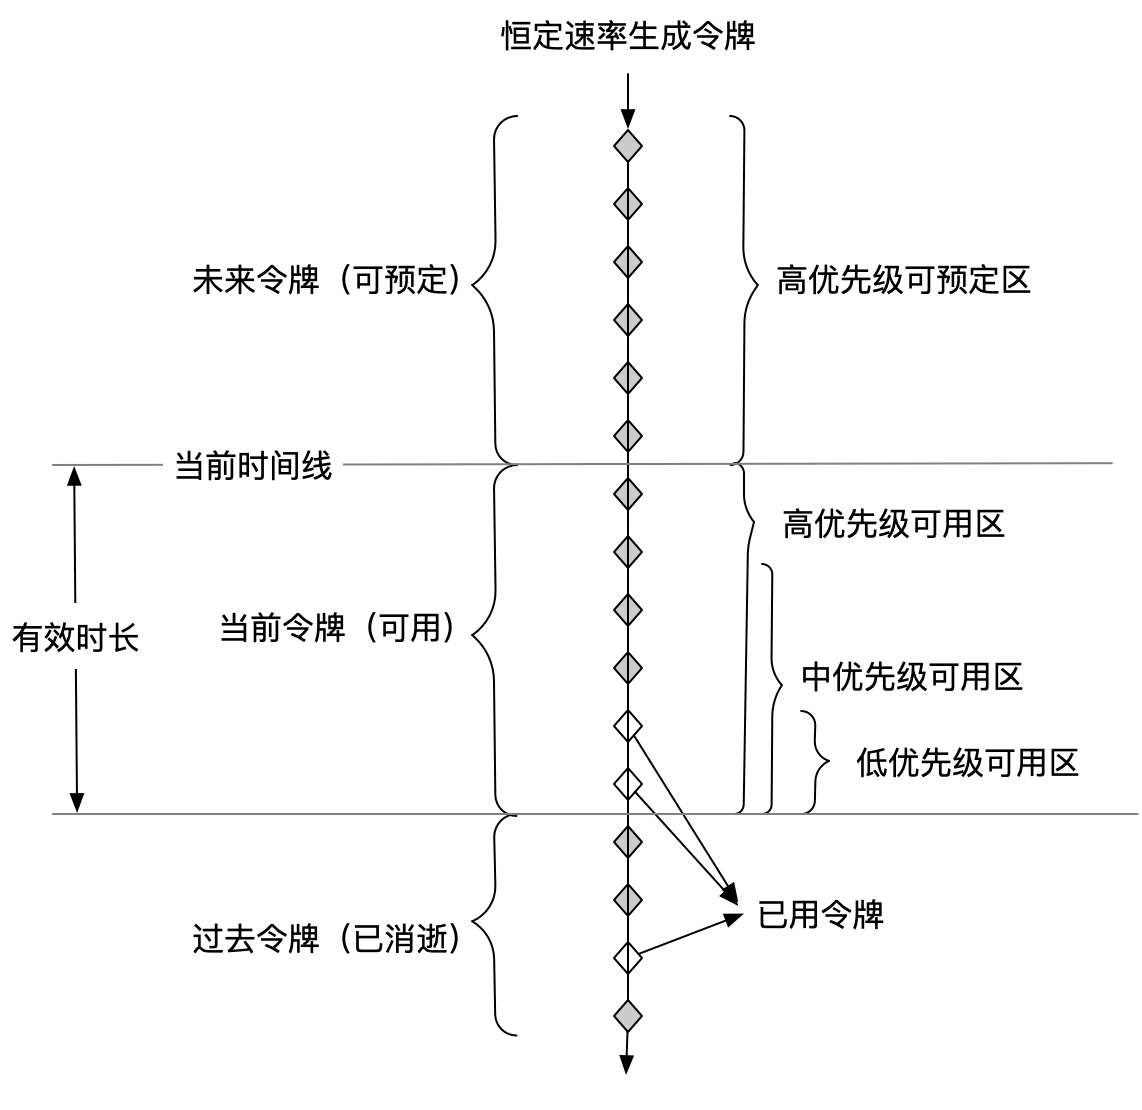 恒定速率生成令牌
未来令牌（可预定）
高优先级可预定区
当前时间线
高优先级可用区
当前令牌（可用）
有效时长
中优先级可用区
低优先级可用区
已用令牌
过去令牌（已消逝）